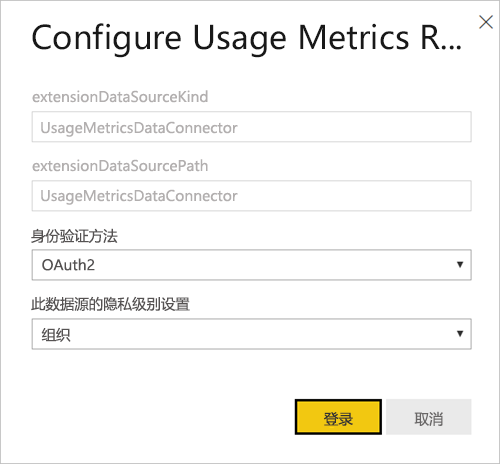 Configure Usage Metrics R...
extensionDataSourceKind
UsageMetricsDataConnector
extensionDataSourcePath
UsageMetricsDataConnector
身份验证方法
OAuth2
此数据源的隐私级别设置
组织
登录 取消